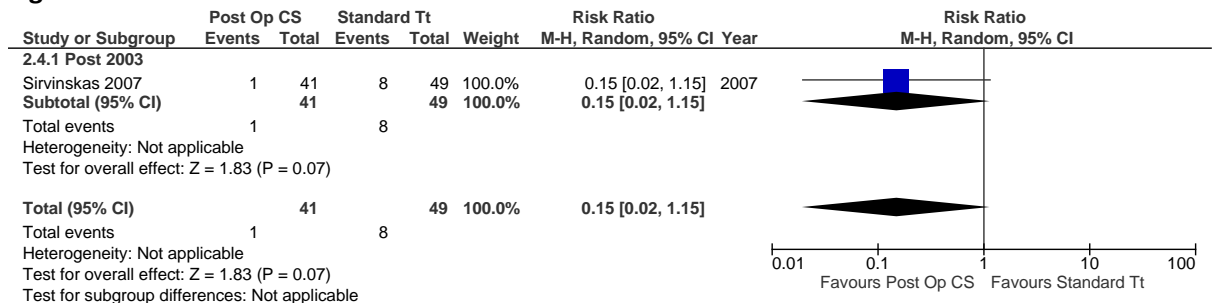 Post Op CS Standard Tt Risk Ratio Risk Ratio
Study or Subgroup Events Total Events Total Weight M-H, Random, 95% CI Year M-H, Random, 95% CI
2.4.1 Post 2003
Sirvinskas 2007 1 41 8 49 100.0% 0.15 [0.02, 1.15] 2007
Subtotal (95% CI) 41 49 100.0% 0.15 [0.02, 1.15]
Total events 1 8
Heterogeneity: Not applicable
Test for overall effect: Z = 1.83 (P = 0.07)
Total (95% CI) 41 49 100.0% 0.15 [0.02, 1.15]
Total events 1 8
Heterogeneity: Not applicable
Test for overall effect: Z = 1.83 (P = 0.07)
Test for subgroup differences: Not applicable
0.01 0.1 1 10 100
Favours Post Op CS Favours Standard Tt